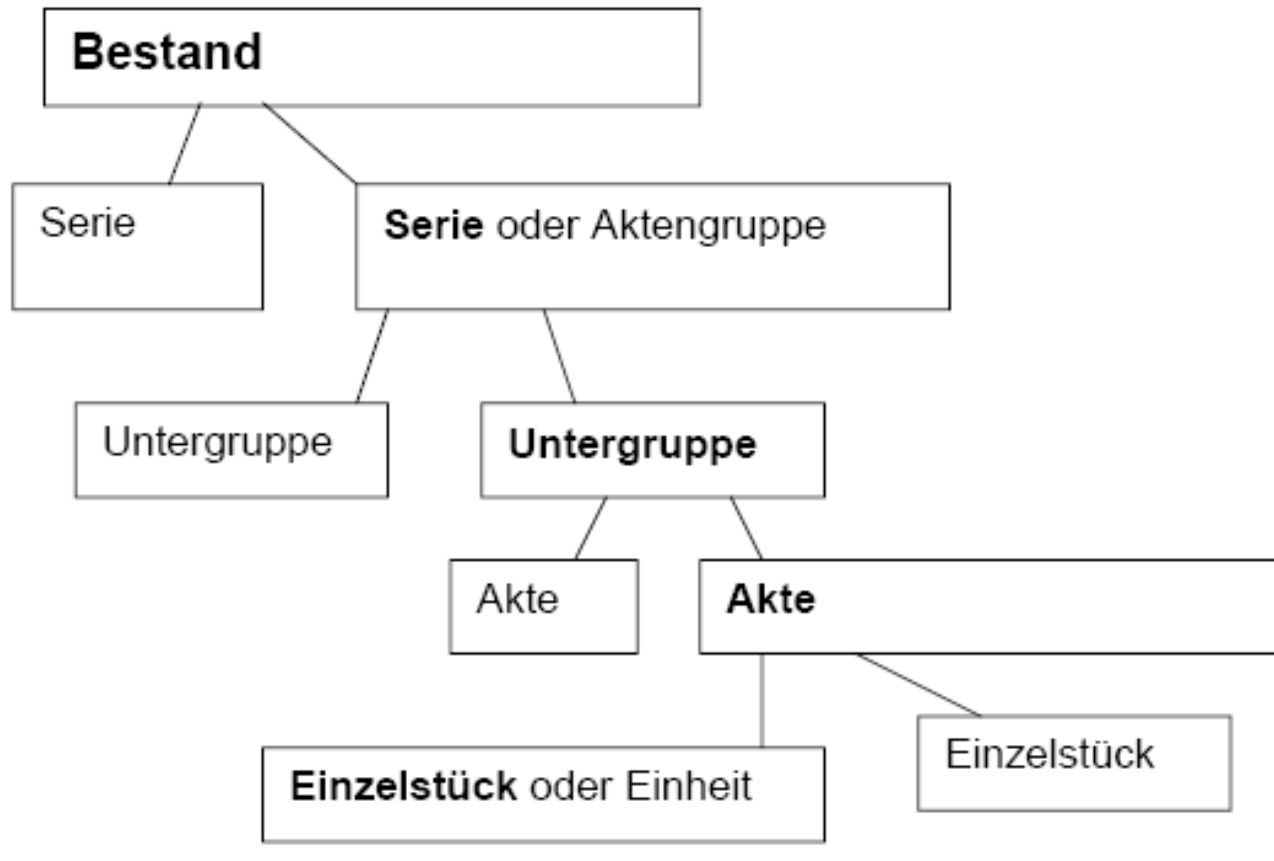 Bestand
Serie
Serie oder Aktengruppe
Untergruppe
Untergruppe
Akte
Akte
Einzelstück oder Einheit
Einzelstück